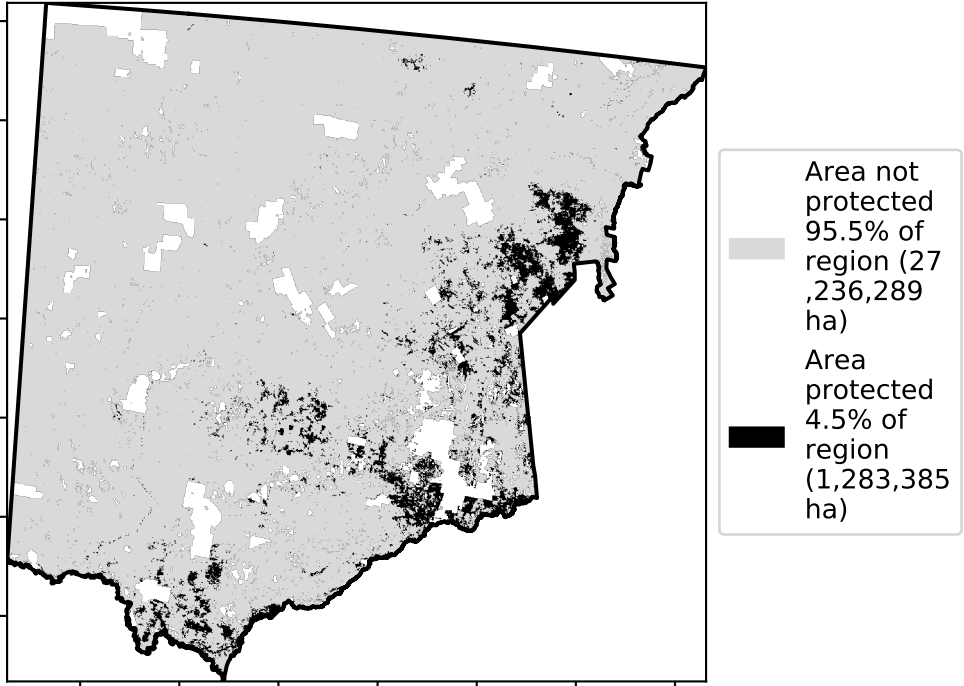 Area not
protected
95.5% of
region (27
,236,289
ha)
Area
protected
4.5% of
region
(1,283,385
ha)